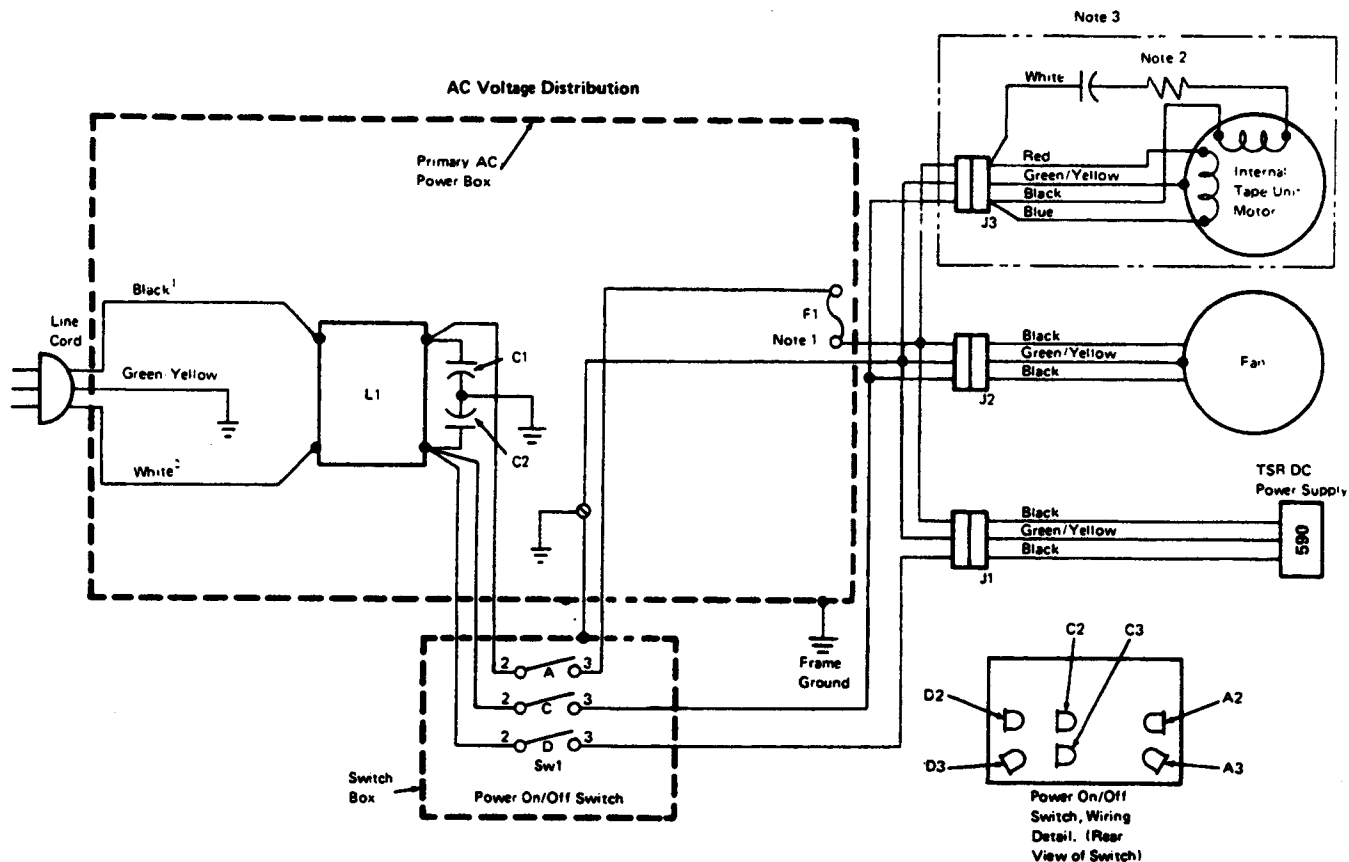 Note 3
Note 2
White
AC Voltage Distribution
Primary AC
Power Box
Red
Green/Yellow
Black
Blue
J3
Internal
Tape Unit
Motor
Black1
Line
Cord
Green Yellow
White2
L1
C1
C2
F1
Note 1
Black
Green/Yellow
Black
J2
Fan
TSR DC
Power Supply
Black
Green/Yellow
Black
J1
590
2 A 3
2 C 3
2 D 3
Sw1
Switch
Box
Power On/Off Switch
Frame
Ground
C2 C3
D2 A2
D3 A3
Power On/Off
Switch, Wiring
Detail. (Rear
View of Switch)